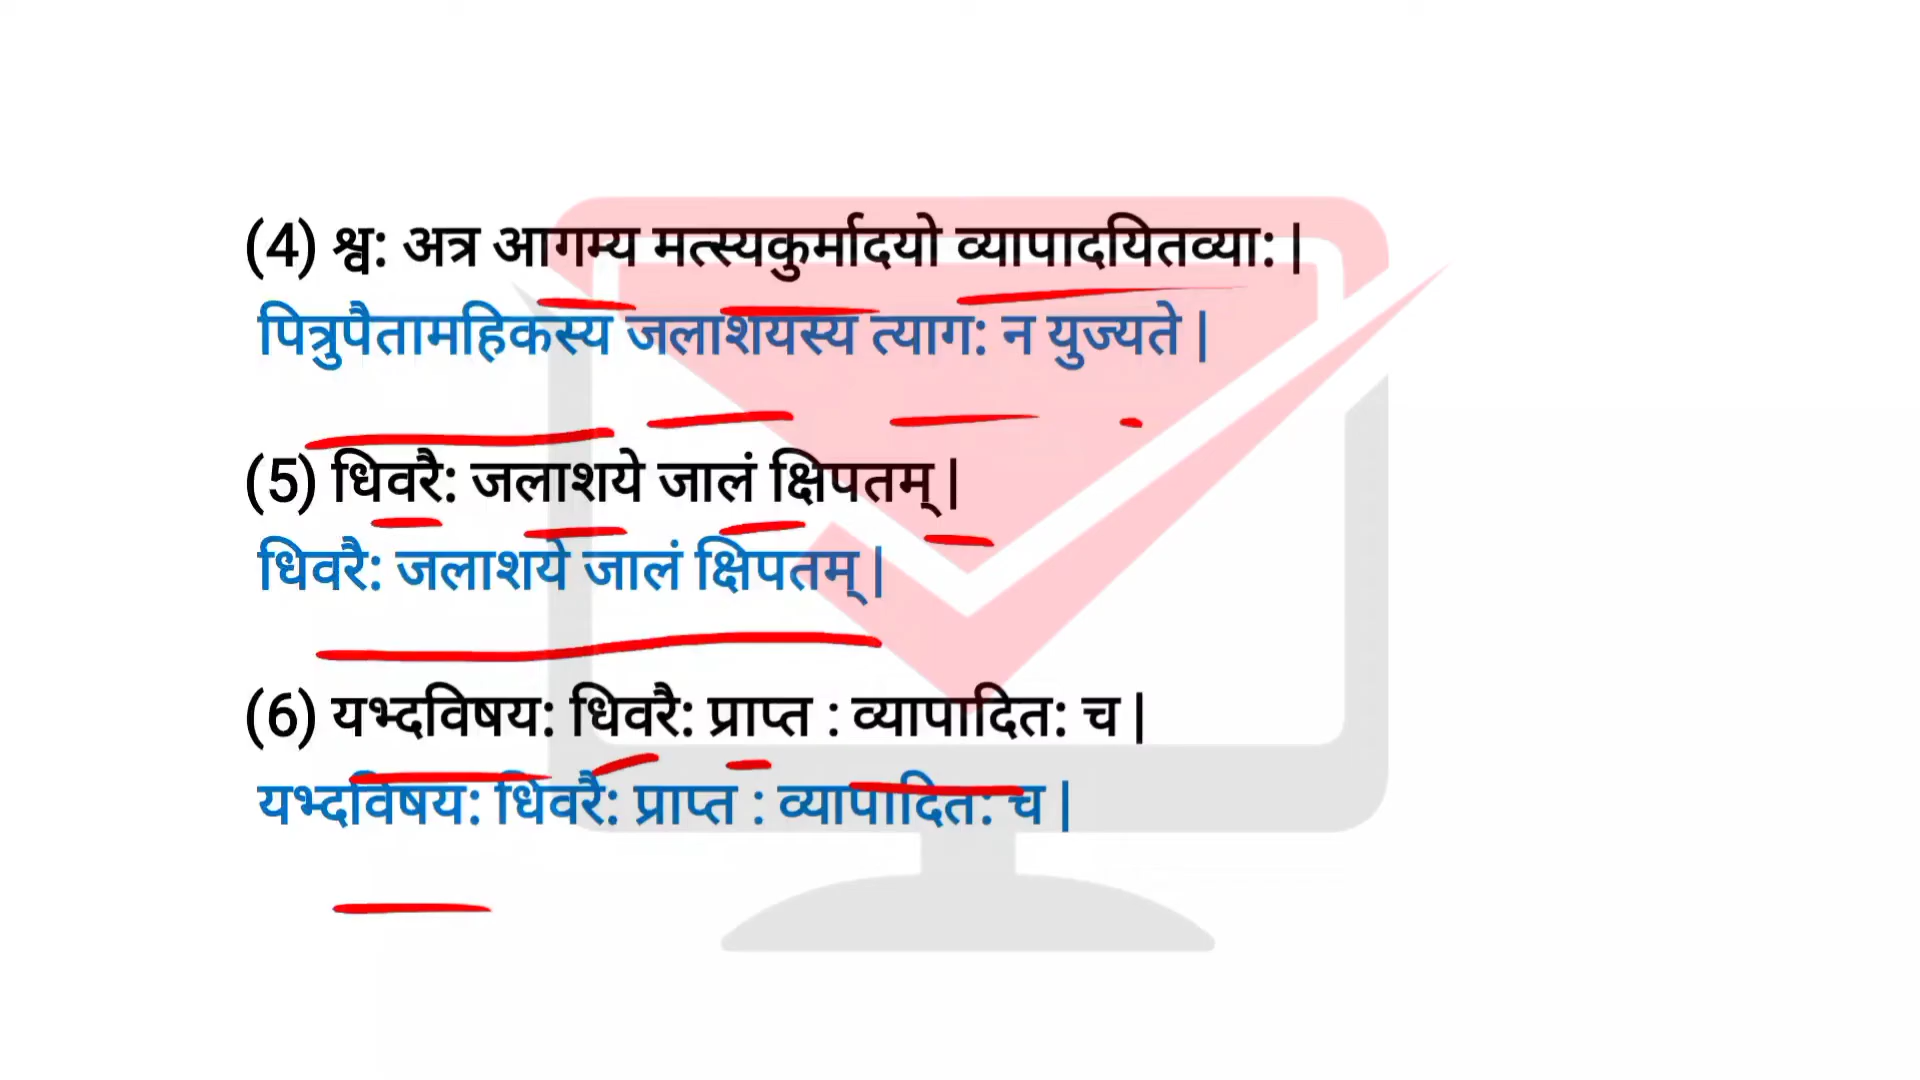 (4) श्व: अत्र आगम्य मत्स्यकुर्मादयो व्यापादयितव्या: |
पित्रुपैतामहिकस्य जलाशयस्य त्याग: न युज्यते |
(5) धिवरै: जलाशये जालं क्षिपतम् |
धिवरै: जलाशये जालं क्षिपतम् |
(6) यभ्दविषय: धिवरै: प्राप्त : व्यापादित: च |
यभ्दविषय: धिवरै: प्राप्त : व्यापादित: च |